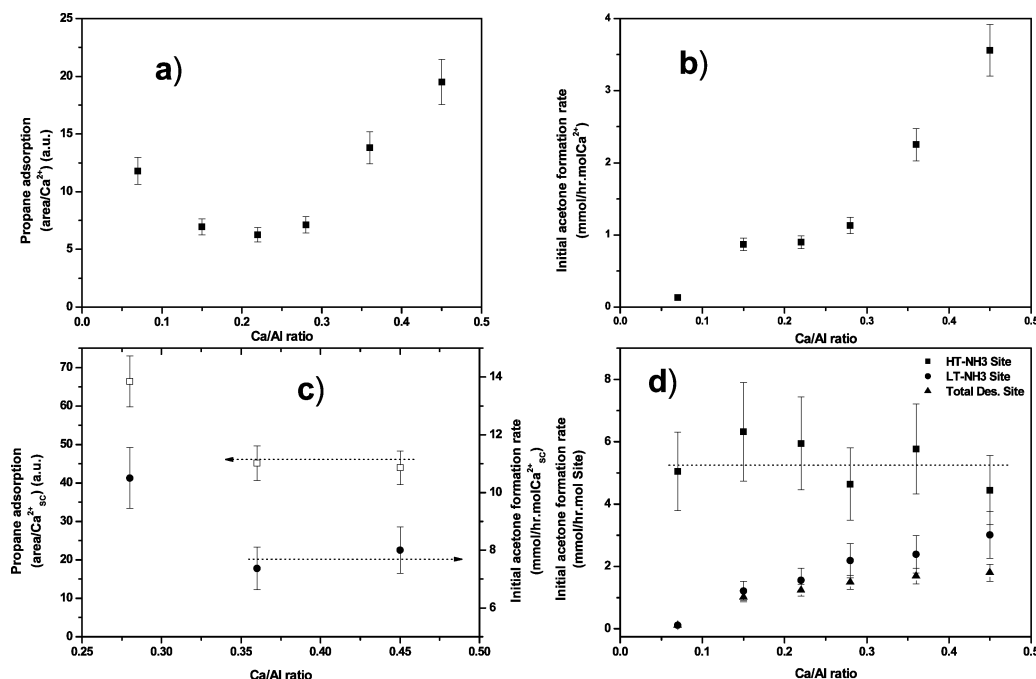 a)
Propane adsorption
(area/Ca²⁺) (a.u.)
25
20
15
10
5
0
0.0 0.1 0.2 0.3 0.4 0.5
Ca/Al ratio
b)
Initial acetone formation rate
(mmol/hr.molCa²⁺)
4
3
2
1
0
0.0 0.1 0.2 0.3 0.4 0.5
Ca/Al ratio
c)
Propane adsorption
(area/Ca²⁺SC) (a.u.)
70
60
50
40
30
20
10
0
0.25 0.30 0.35 0.40 0.45 0.50
Ca/Al ratio
14
12
10
8
6
Initial acetone formation rate
(mmol/hr.molCa²⁺SC)
d)
HT-NH3 Site
LT-NH3 Site
Total Des. Site
Initial acetone formation rate
(mmol/hr.mol Site)
8
6
4
2
0
0.0 0.1 0.2 0.3 0.4 0.5
Ca/Al ratio